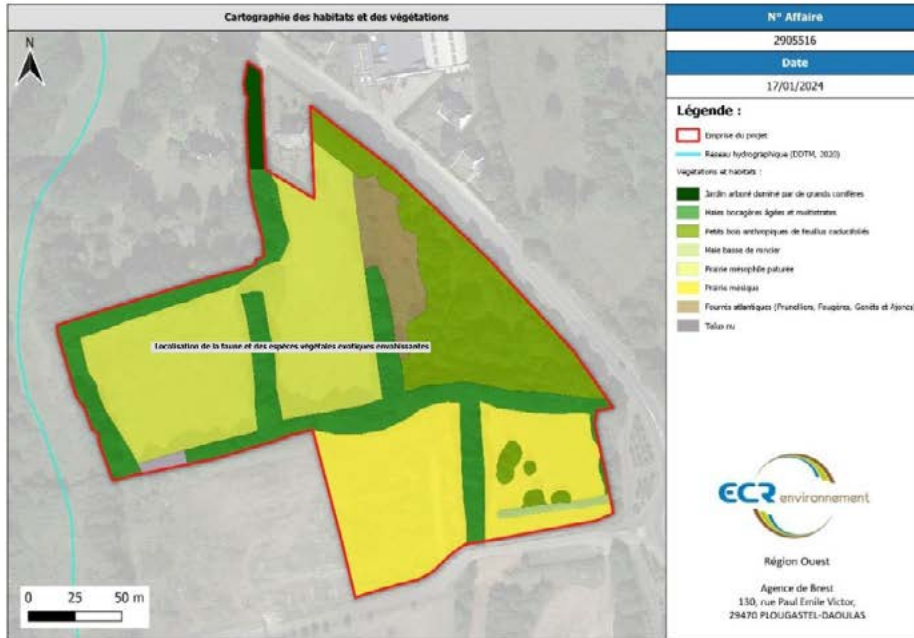 Cartographie des habitats et des végétations
N
Localisation de la faune et des espèces végétales exotiques envahissantes
0 25 50 m
N° Affaire
2905516
Date
17/01/2024
Légende :
Emprise du projet
Réseau hydrographique (DDTM, 2020)
Végétations et habitats :
Jardin arboré dominé par de grands conifères
Haies bocagères âgées et multistrates
Petits bois anthropiques de feuillus caducifoliés
Haie basse de roncier
Prairie mésophile paturée
Prairie mésique
Fourrés atlantiques (Prunelliers, Fougères, Genêts et Ajoncs)
Talus nu
ECR environnement
Région Ouest
Agence de Brest
130, rue Paul Emile Victor,
29470 PLOUGASTEL-DAOULAS